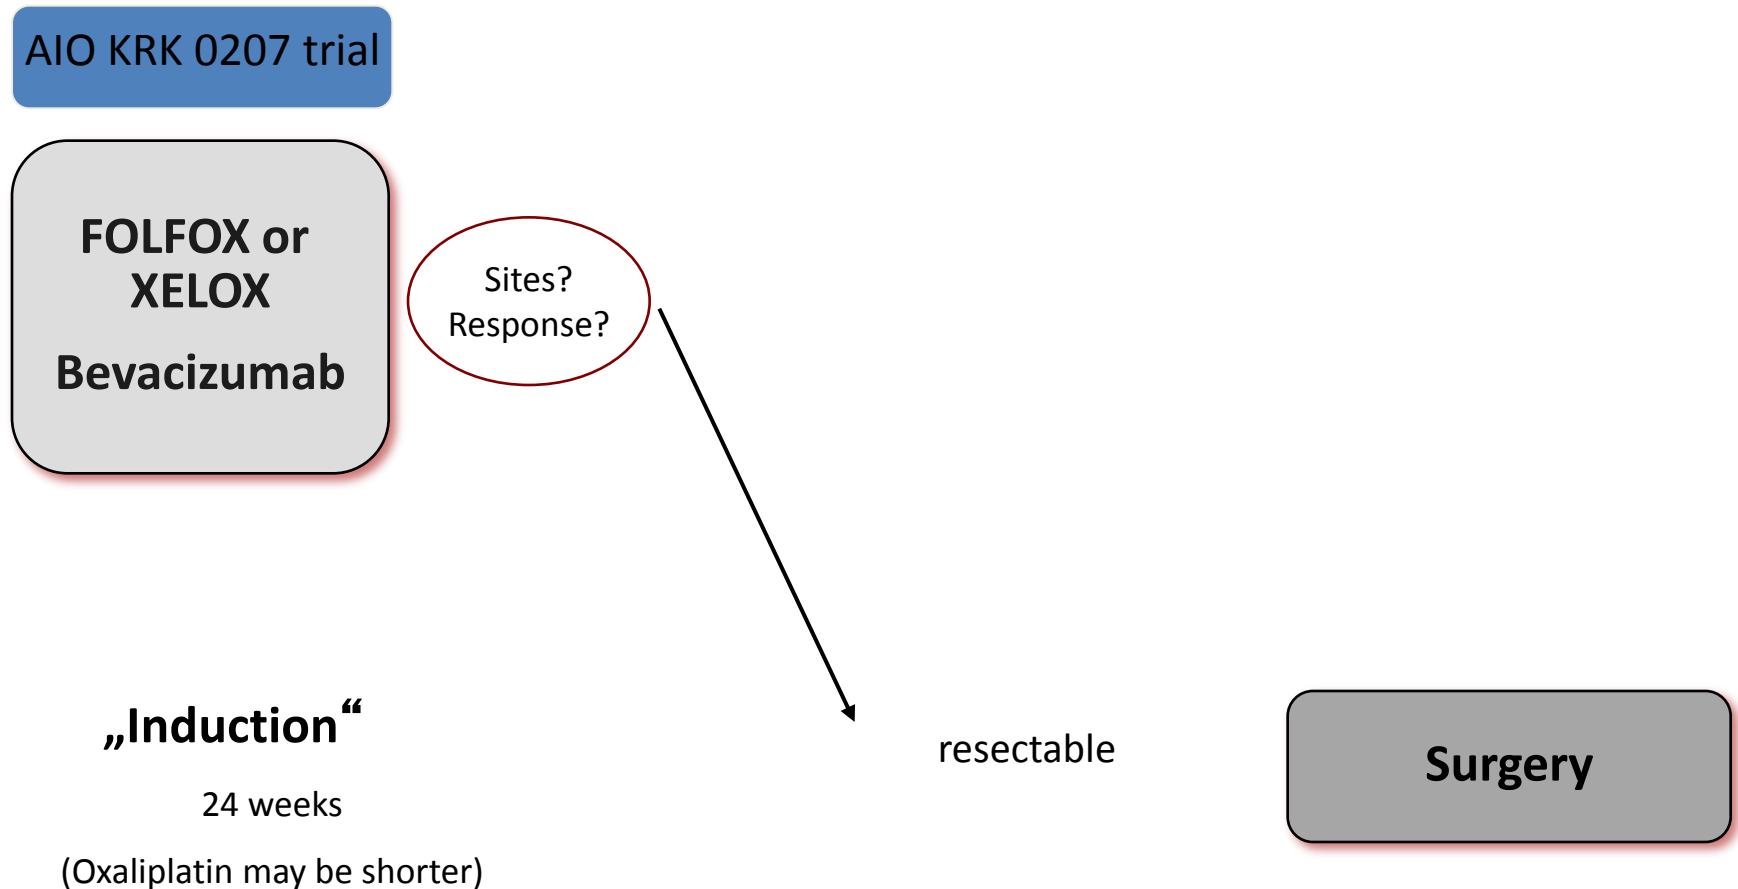 AIO KRK 0207 trial
FOLFOX or
XELOX
Bevacizumab
Sites?
Response?
„Induction“
24 weeks
(Oxaliplatin may be shorter)
resectable
Surgery